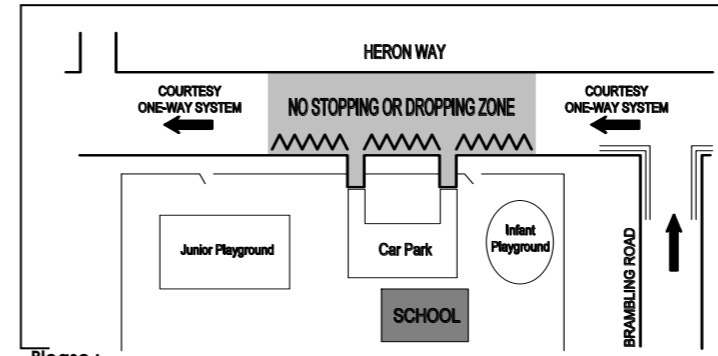 HERON WAY
COURTESY
ONE-WAY SYSTEM
NO STOPPING OR DROPPING ZONE
COURTESY
ONE-WAY SYSTEM
Junior Playground
Car Park
Infant
Playground
BRAMBLING ROAD
SCHOOL